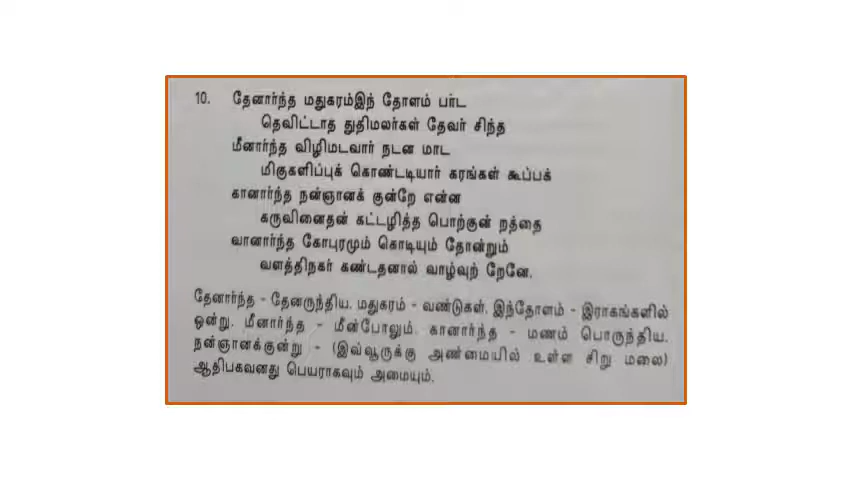 10. தேனார்ந்த மதுகரம்இந் தோளம் பர்ட
தெவிட்டாத துதிமலர்கள் தேவர் சிந்த
மீனார்ந்த விழிமடவார் நடன மாட
மிகுகளிப்புக் கொண்டடியார் கரங்கள் கூப்பக்
கானார்ந்த நன்ஞானக் குன்றே என்ன
கருவினைதன் கட்டழித்த பொற்குன் றத்தை
வானார்ந்த கோபுரமும் கொடியும் தோன்றும்
வளத்திநகர் கண்டதனால் வாழ்வுற் றேனே.
தேனார்ந்த - தேனருந்திய. மதுகரம் - வண்டுகள். இந்தோளம் - இராகங்களில்
ஒன்று. மீனார்ந்த - மீன்போலும். கானார்ந்த - மணம் பொருந்திய.
நன்ஞானக்குன்று - (இவ்வூருக்கு அண்மையில் உள்ள சிறு மலை)
ஆதிபகவனது பெயராகவும் அமையும்.